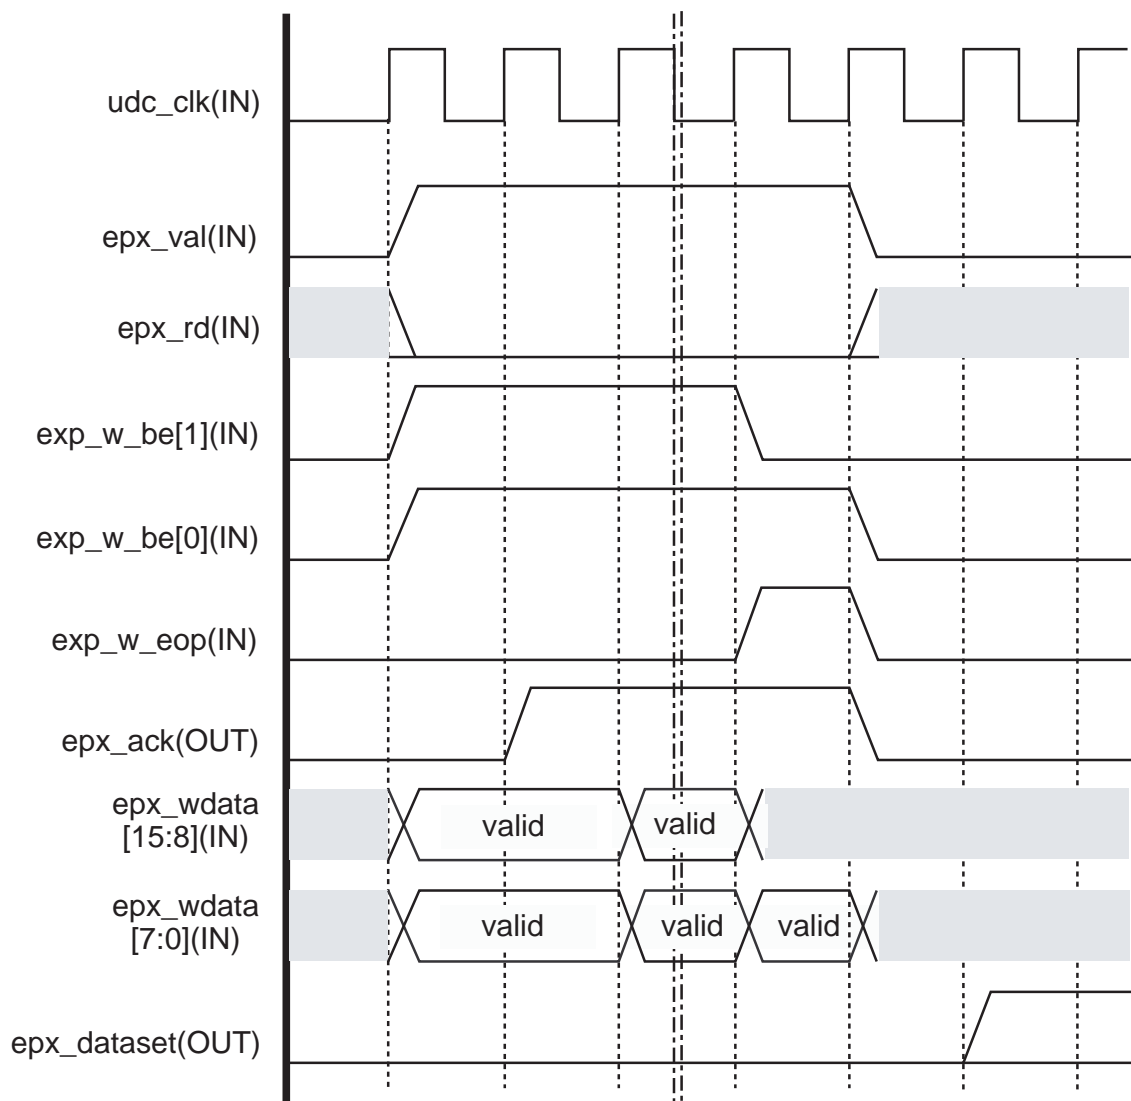 udc_clk(IN)
epx_val(IN)
epx_rd(IN)
exp_w_be[1](IN)
exp_w_be[0](IN)
exp_w_eop(IN)
epx_ack(OUT)
epx_wdata
[15:8](IN)
valid valid
epx_wdata
[7:0](IN)
valid valid valid
epx_dataset(OUT)